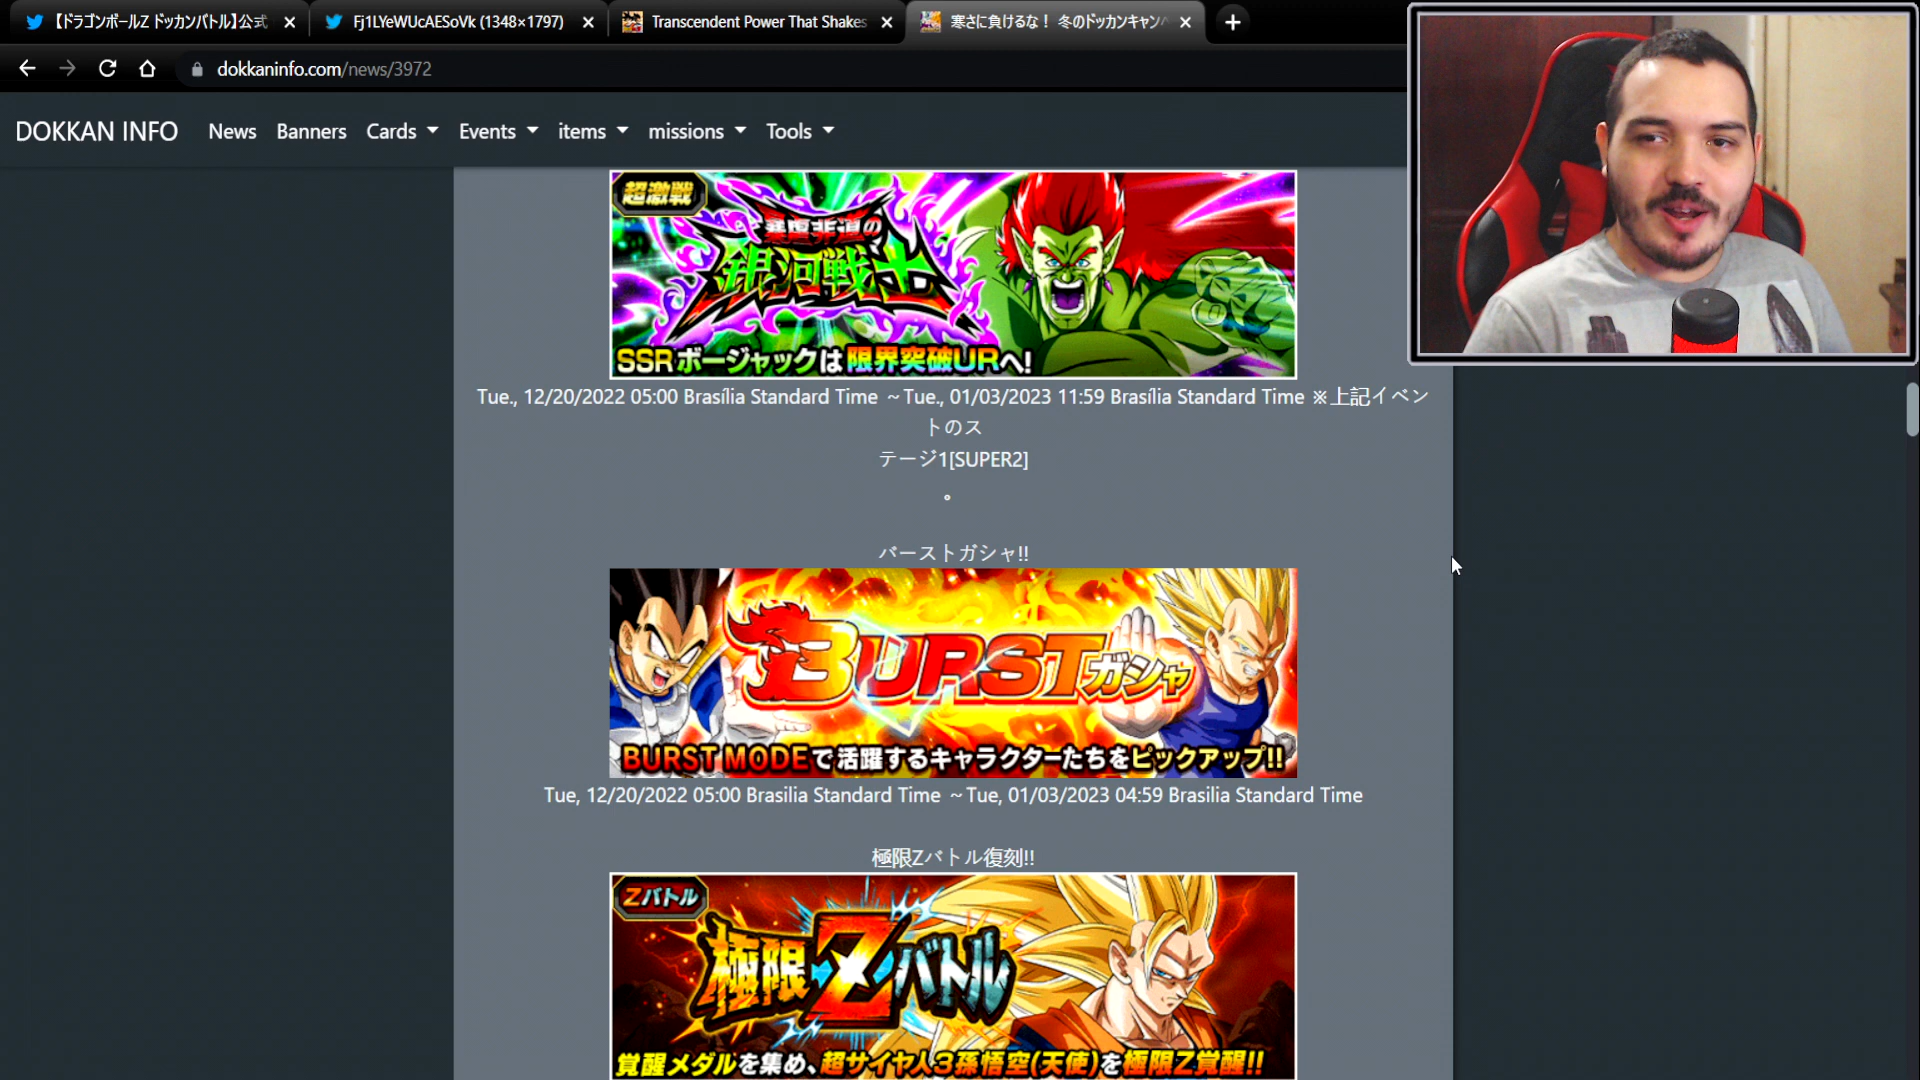 【ドラゴンボールZ ドッカンバトル】公式
Fj1LYeWUcAESoVk (1348×1797)
Transcendent Power That Shakes
寒さに負けるな！ 冬のドッカンキャンペ
dokkaninfo.com/news/3972
DOKKAN INFO
News
Banners
Cards
Events
items
missions
Tools
超激戦
暴虐非道の
銀河戦士
SSRボージャックは限界突破URへ!
Tue., 12/20/2022 05:00 Brasília Standard Time ～Tue., 01/03/2023 11:59 Brasília Standard Time ※上記イベン
トのス
テージ1[SUPER2]
。
バーストガシャ!!
BURSTガシャ
BURST MODEで活躍するキャラクターたちをピックアップ!!
Tue, 12/20/2022 05:00 Brasilia Standard Time ～Tue, 01/03/2023 04:59 Brasilia Standard Time
極限Zバトル復刻!!
Zバトル
極限Zバトル
覚醒メダルを集め、超サイヤ人3孫悟空(天使)を極限Z覚醒!!